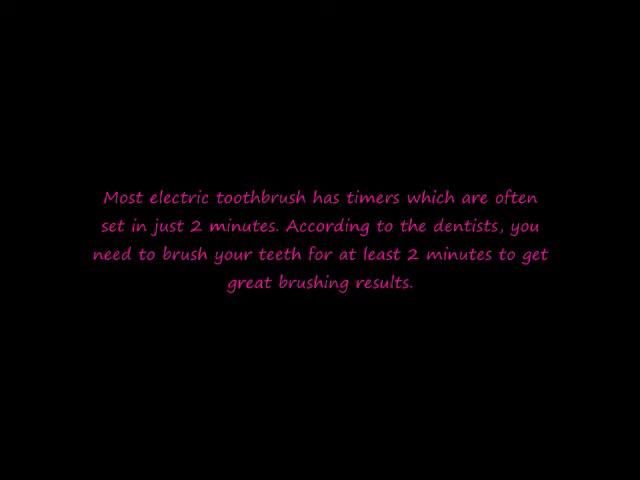 Most electric toothbrush has timers which are often
set in just 2 minutes. According to the dentists, you
need to brush your teeth for at least 2 minutes to get
great brushing results.